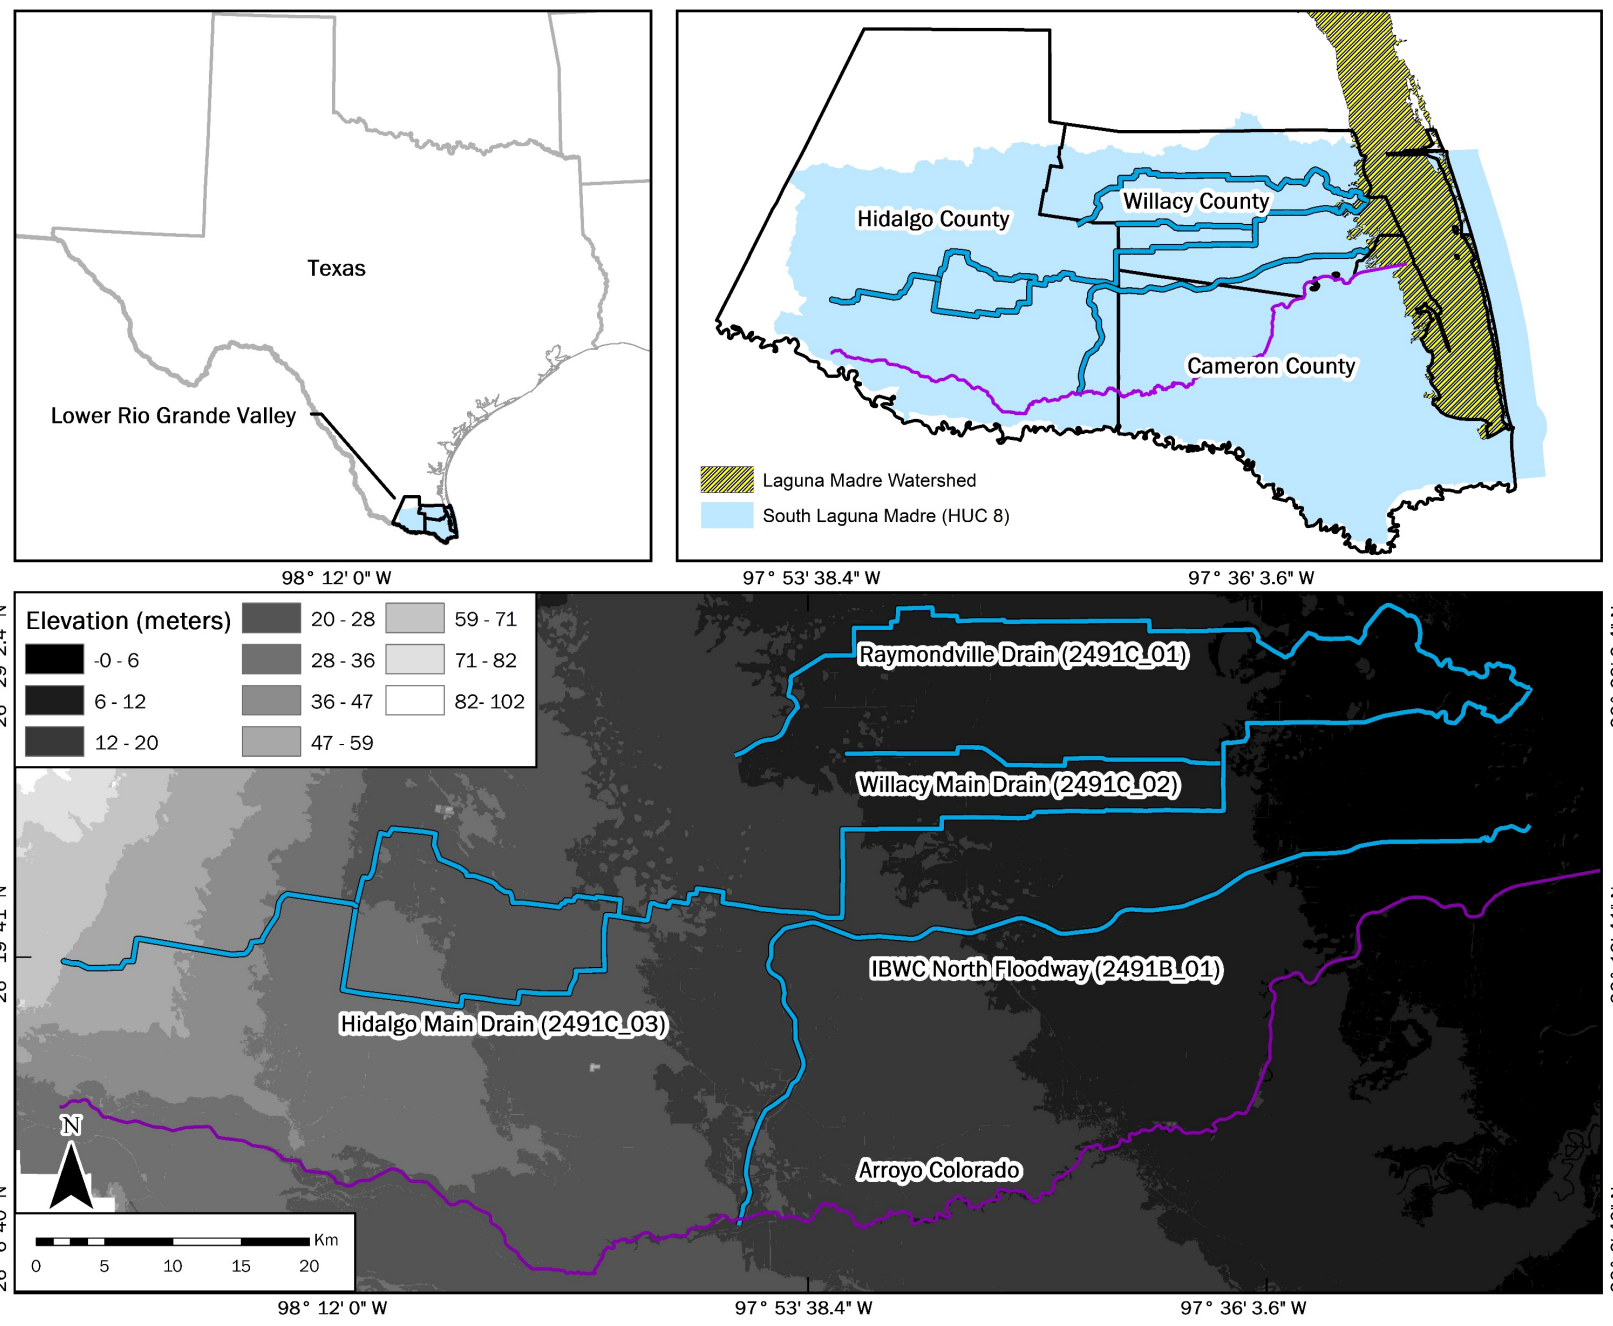 Texas
Lower Rio Grande Valley
Hidalgo County
Willacy County
Cameron County
Laguna Madre Watershed
South Laguna Madre (HUC 8)
98° 12' 0" W
97° 53' 38.4" W
97° 36' 3.6" W
Elevation (meters)
-0 - 6
6 - 12
12 - 20
20 - 28
28 - 36
36 - 47
47 - 59
59 - 71
71 - 82
82- 102
Raymondville Drain (2491C_01)
Willacy Main Drain (2491C_02)
IBWC North Floodway (2491B_01)
Hidalgo Main Drain (2491C_03)
Arroyo Colorado
N
Km
0 5 10 15 20
98° 12' 0" W
97° 53' 38.4" W
97° 36' 3.6" W